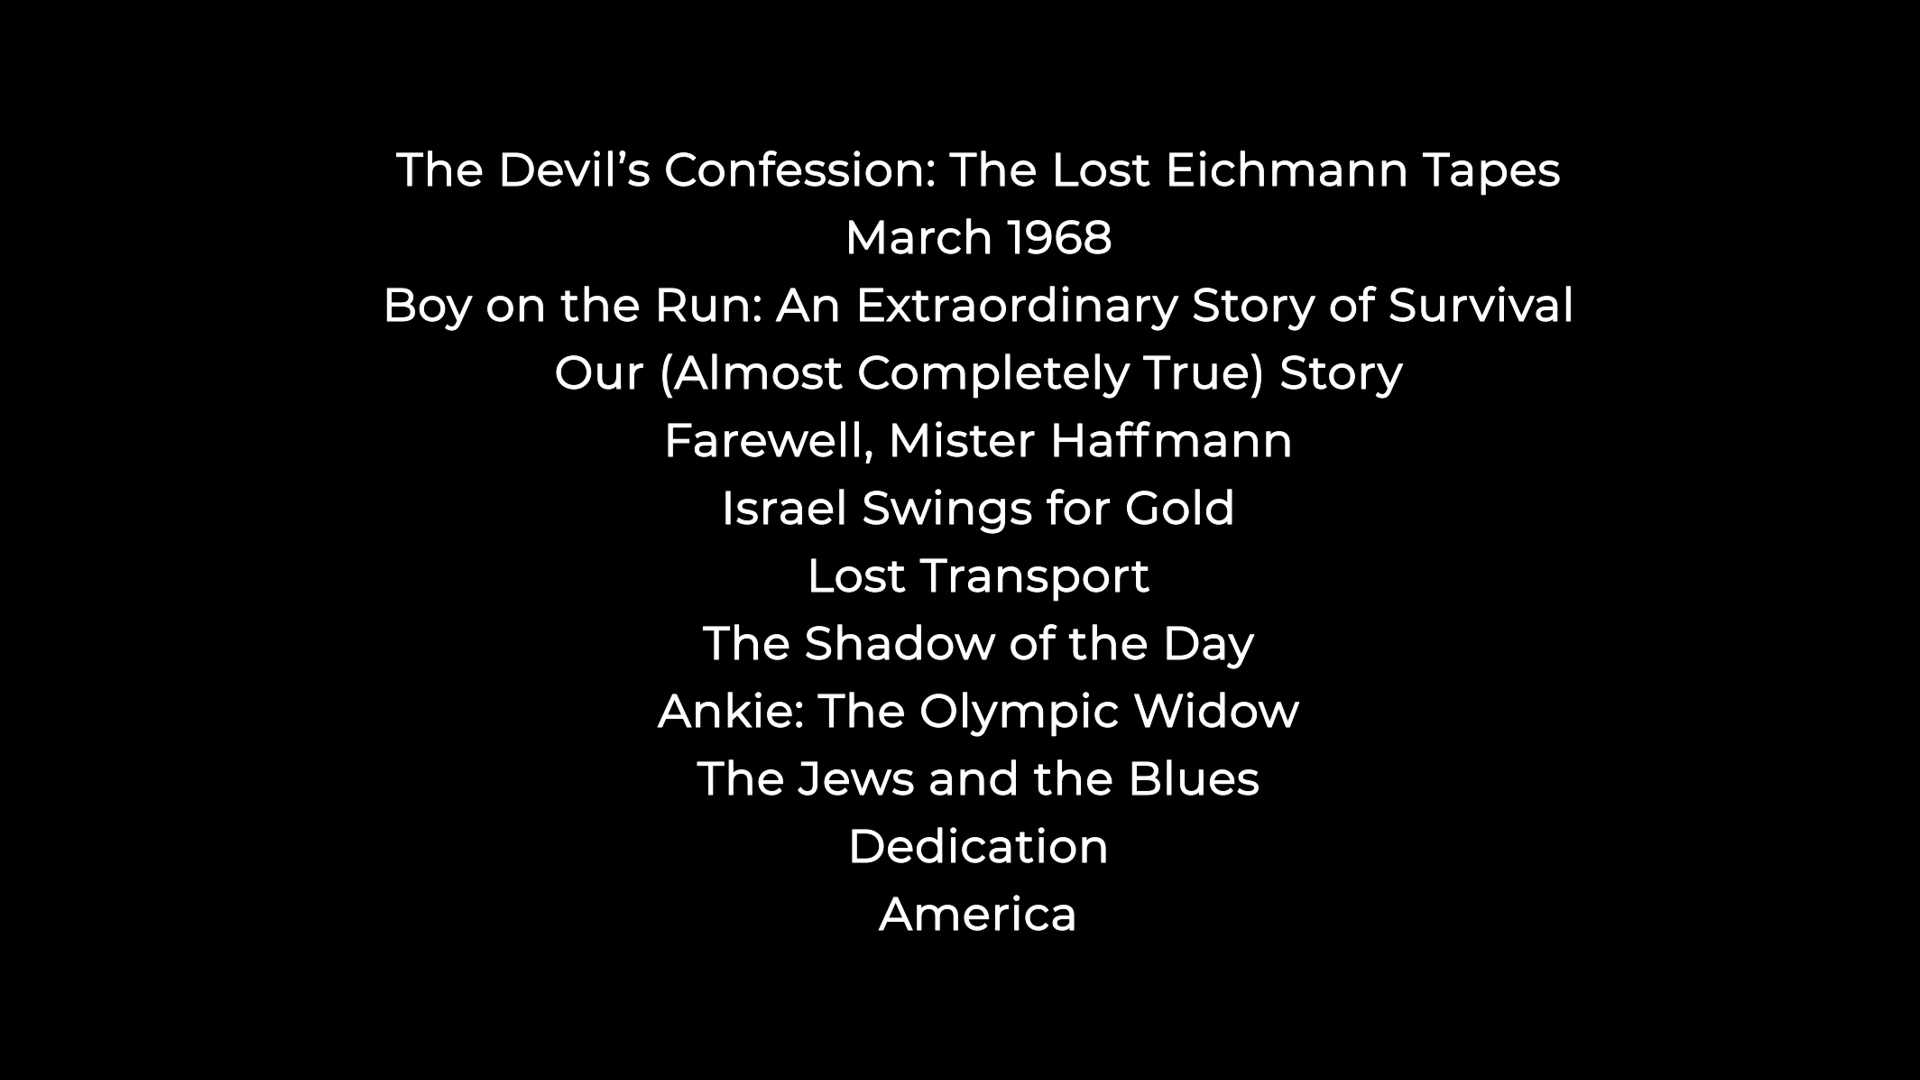 The Devil’s Confession: The Lost Eichmann Tapes
March 1968
Boy on the Run: An Extraordinary Story of Survival
Our (Almost Completely True) Story
Farewell, Mister Haffmann
Israel Swings for Gold
Lost Transport
The Shadow of the Day
Ankie: The Olympic Widow
The Jews and the Blues
Dedication
America